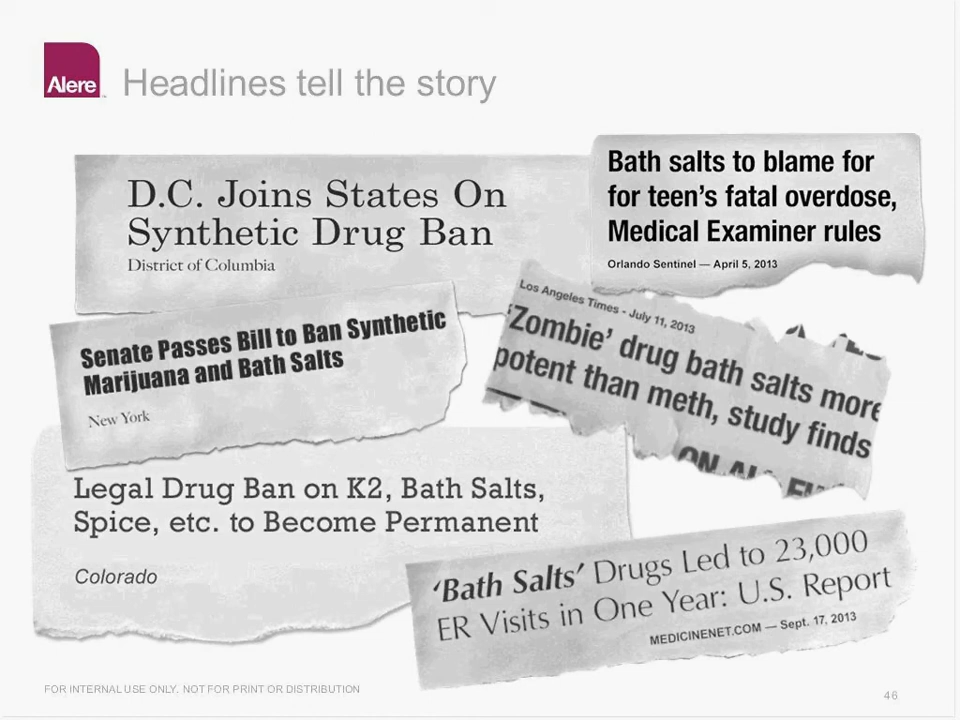 Alere
Headlines tell the story
D.C. Joins States On
Synthetic Drug Ban
District of Columbia
Bath salts to blame for
for teen's fatal overdose,
Medical Examiner rules
Orlando Sentinel — April 5, 2013
Senate Passes Bill to Ban Synthetic
Marijuana and Bath Salts
New York
Los Angeles Times - July 11, 2013
'Zombie' drug bath salts more
potent than meth, study finds
Legal Drug Ban on K2, Bath Salts,
Spice, etc. to Become Permanent
Colorado
'Bath Salts' Drugs Led to 23,000
ER Visits in One Year: U.S. Report
MEDICINENET.COM — Sept. 17, 2013
FOR INTERNAL USE ONLY. NOT FOR PRINT OR DISTRIBUTION
46